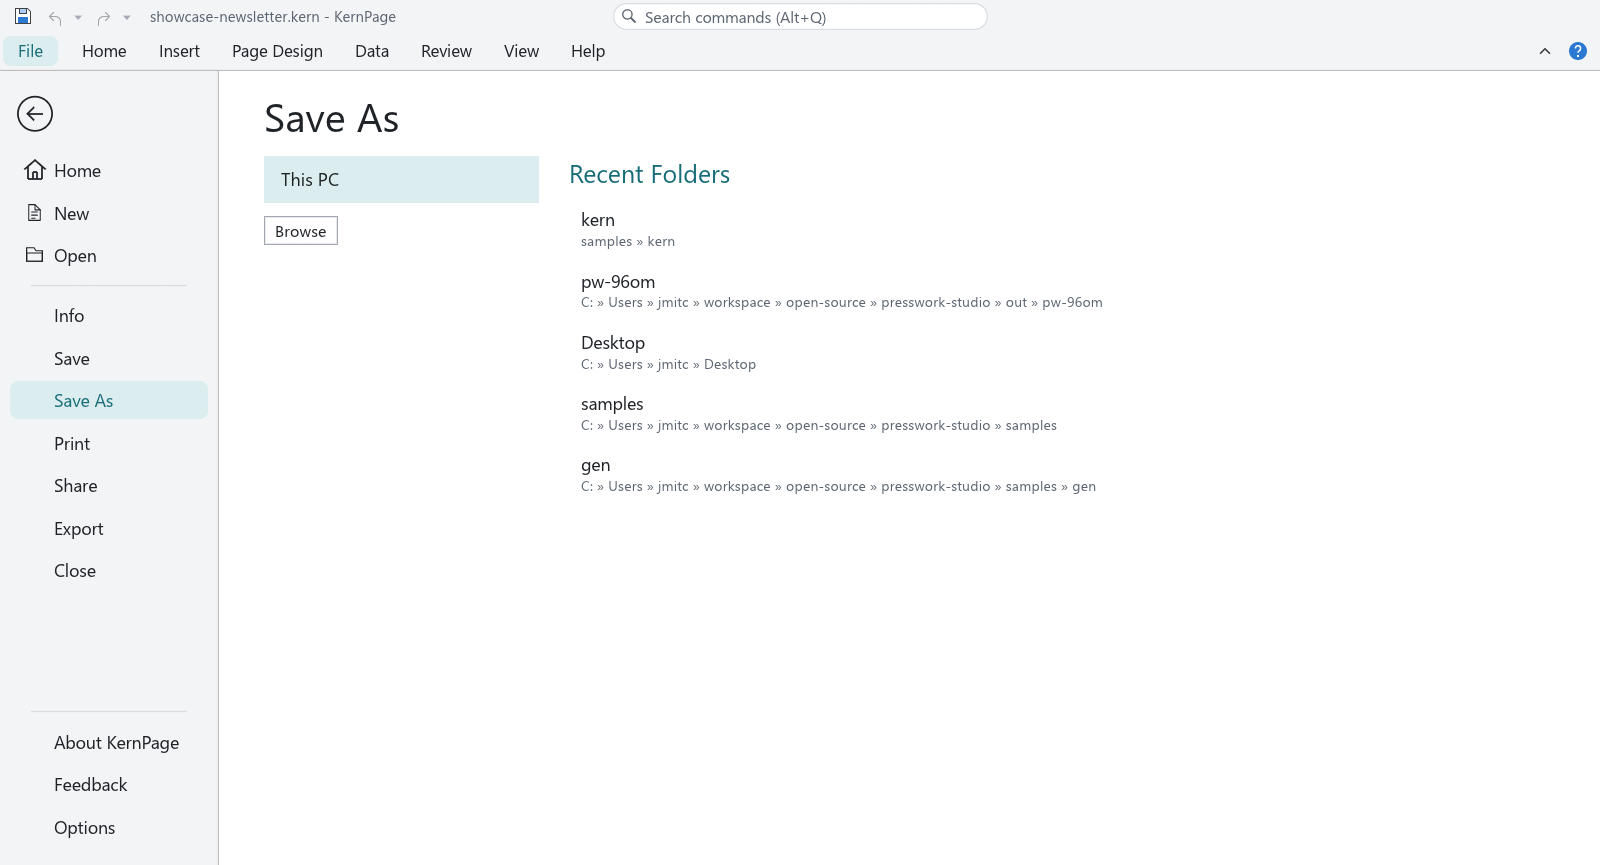 showcase-newsletter.kern - KernPage
Search commands (Alt+Q)
File Home Insert Page Design Data Review View Help
?
Save As
Home
New
Open
Info
Save
Save As
Print
Share
Export
Close
About KernPage
Feedback
Options
This PC
Browse
Recent Folders
kern
samples » kern
pw-96om
C: » Users » jmitc » workspace » open-source » presswork-studio » out » pw-96om
Desktop
C: » Users » jmitc » Desktop
samples
C: » Users » jmitc » workspace » open-source » presswork-studio » samples
gen
C: » Users » jmitc » workspace » open-source » presswork-studio » samples » gen